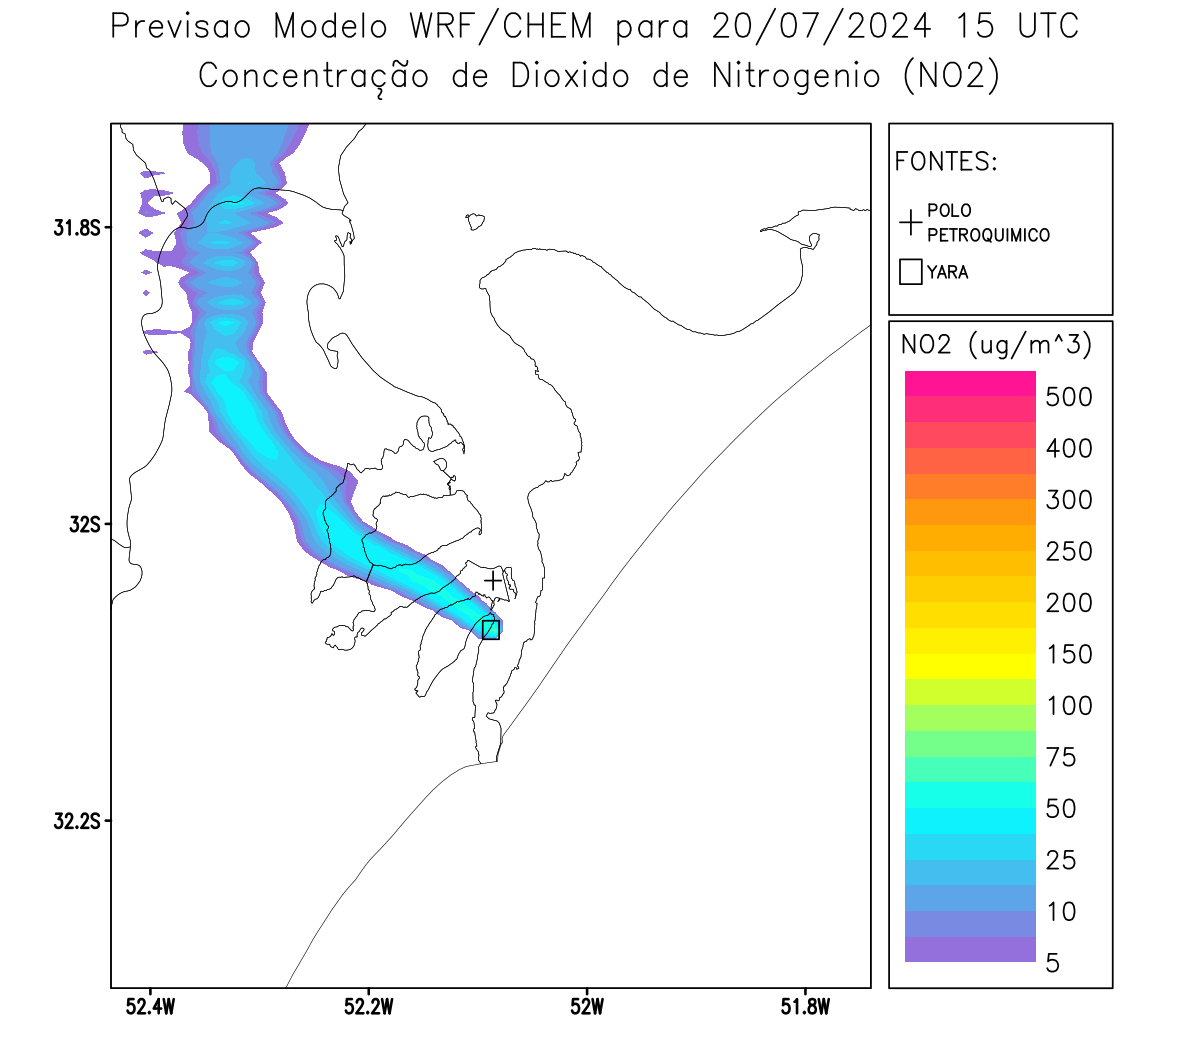 Previsao Modelo WRF/CHEM para 20/07/2024 15 UTC
Concentração de Dioxido de Nitrogenio (NO2)
FONTES:
POLO
PETROQUIMICO
YARA
NO2 (ug/m^3)
500
400
300
250
200
150
100
75
50
25
10
5
31.8S
32S
32.2S
52.4W
52.2W
52W
51.8W